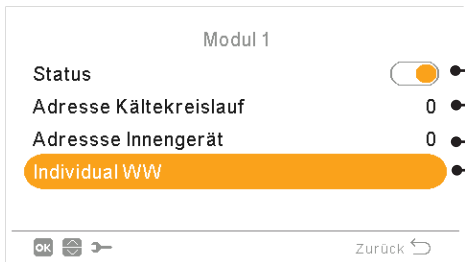 Modul 1
Status
Adresse Kältekreislauf 0
Adressse Innengerät 0
Individual WW
OK Zurück